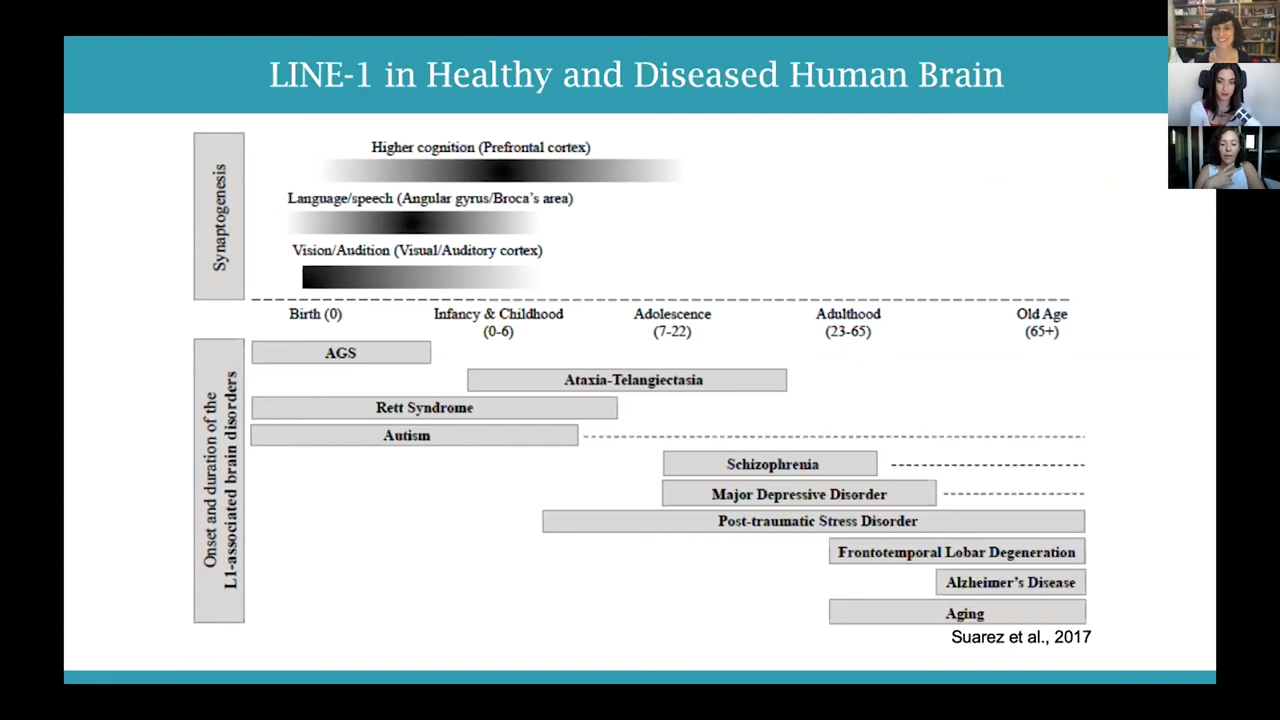 LINE-1 in Healthy and Diseased Human Brain
Synaptogenesis
Higher cognition (Prefrontal cortex)
Language/speech (Angular gyrus/Broca's area)
Vision/Audition (Visual/Auditory cortex)
Birth (0)
Infancy & Childhood
(0-6)
Adolescence
(7-22)
Adulthood
(23-65)
Old Age
(65+)
Onset and duration of the
L1-associated brain disorders
AGS
Ataxia-Telangiectasia
Rett Syndrome
Autism
Schizophrenia
Major Depressive Disorder
Post-traumatic Stress Disorder
Frontotemporal Lobar Degeneration
Alzheimer's Disease
Aging
Suarez et al., 2017